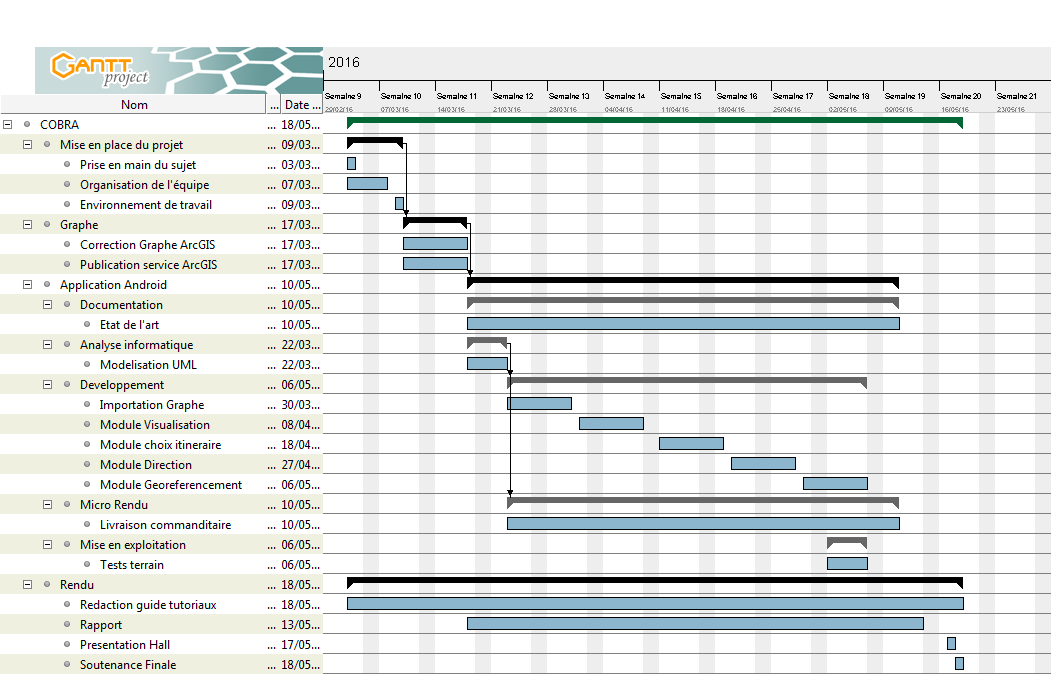 GANTT
project
2016
Nom ... Date ...
Semaine 9 Semaine 10 Semaine 11 Semaine 12 Semaine 13 Semaine 14 Semaine 15 Semaine 16 Semaine 17 Semaine 18 Semaine 19 Semaine 20 Semaine 21
29/02/16 07/03/16 14/03/16 21/03/16 28/03/16 04/04/16 11/04/16 18/04/16 25/04/16 02/05/16 09/05/16 16/05/16 23/05/16
COBRA ... 18/05...
Mise en place du projet ... 09/03...
Prise en main du sujet ... 03/03...
Organisation de l'équipe ... 07/03...
Environnement de travail ... 09/03...
Graphe ... 17/03...
Correction Graphe ArcGIS ... 17/03...
Publication service ArcGIS ... 17/03...
Application Android ... 10/05...
Documentation ... 10/05...
Etat de l'art ... 10/05...
Analyse informatique ... 22/03...
Modelisation UML ... 22/03...
Developpement ... 06/05...
Importation Graphe ... 30/03...
Module Visualisation ... 08/04...
Module choix itineraire ... 18/04...
Module Direction ... 27/04...
Module Georeferencement ... 06/05...
Micro Rendu ... 10/05...
Livraison commanditaire ... 10/05...
Mise en exploitation ... 06/05...
Tests terrain ... 06/05...
Rendu ... 18/05...
Redaction guide tutoriaux ... 18/05...
Rapport ... 13/05...
Presentation Hall ... 17/05...
Soutenance Finale ... 18/05...